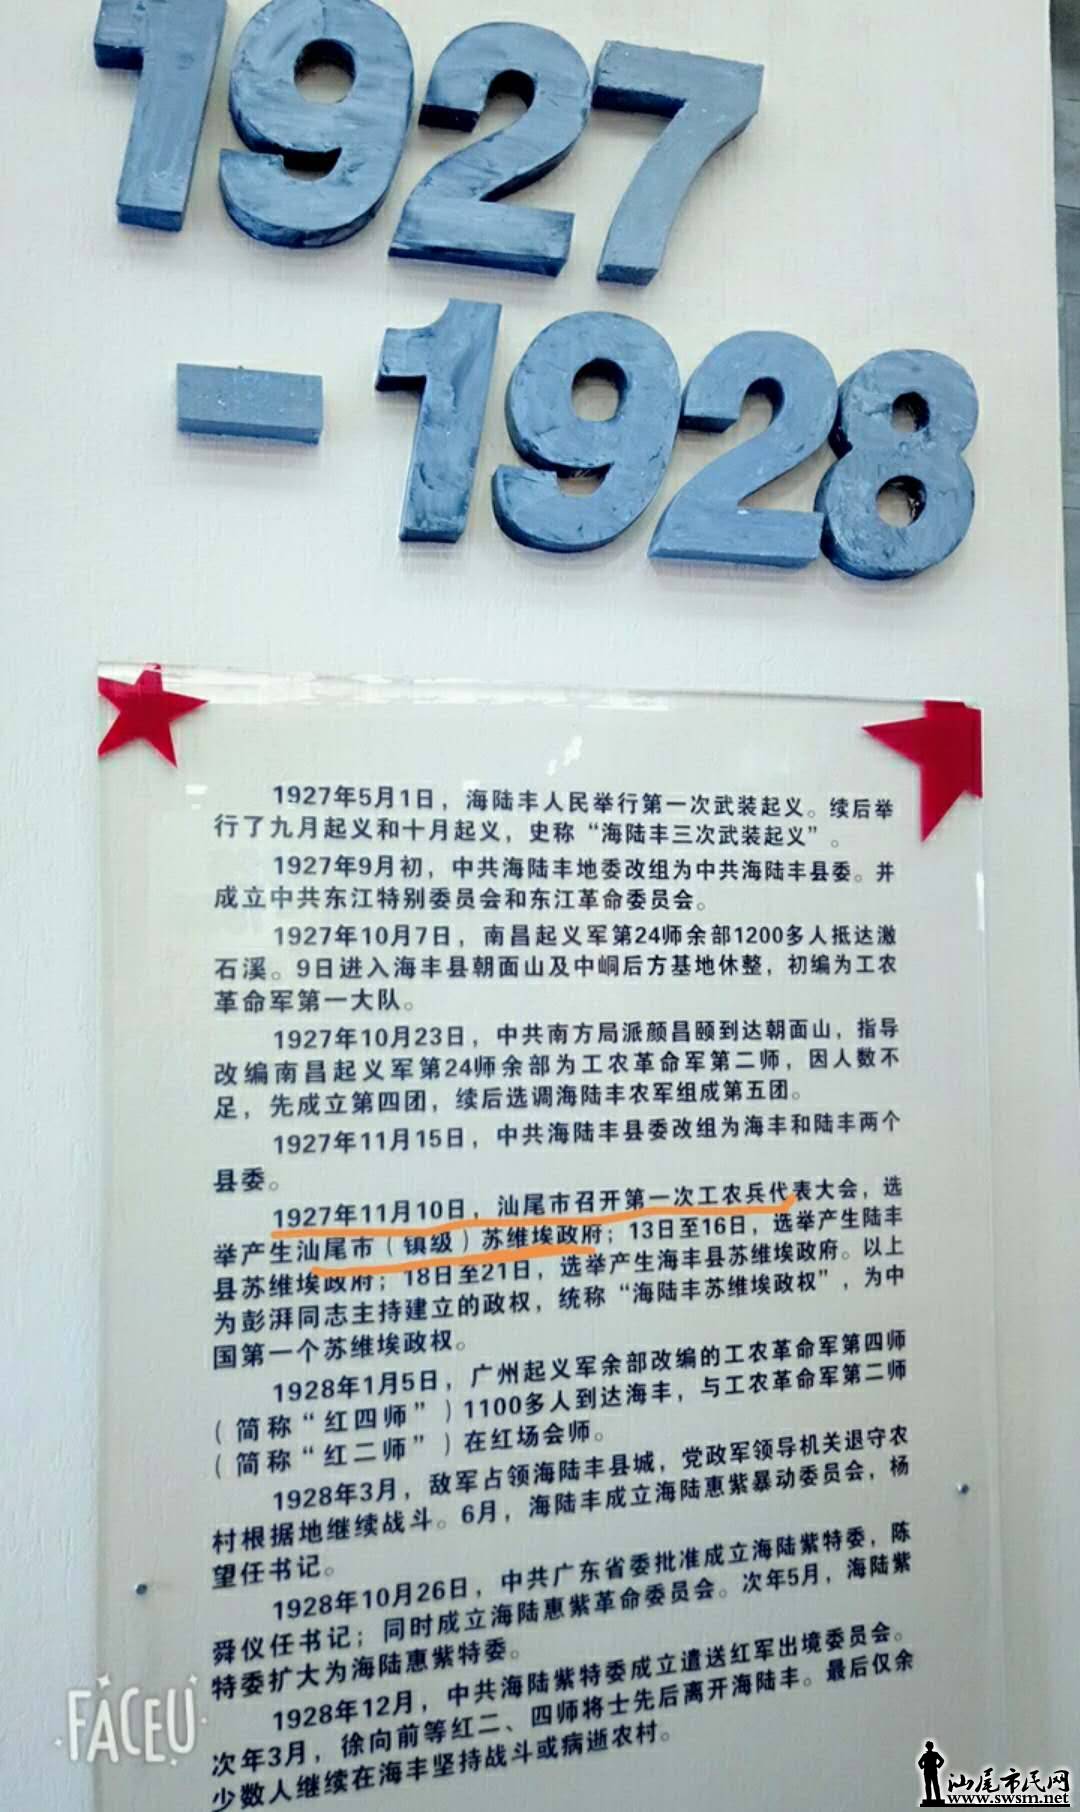 1927
-1928
1927年5月1日，海陆丰人民举行第一次武装起义。续后举
行了九月起义和十月起义，史称“海陆丰三次武装起义”。
1927年9月初，中共海陆丰地委改组为中共海陆丰县委。并
成立中共东江特别委员会和东江革命委员会。
1927年10月7日，南昌起义军第24师余部1200多人抵达激
石溪。9日进入海丰县朝面山及中峒后方基地休整，初编为工农
革命军第一大队。
1927年10月23日，中共南方局派颜昌颐到达朝面山，指导
改编南昌起义军第24师余部为工农革命军第二师，因人数不
足，先成立第四团，续后选调海陆丰农军组成第五团。
1927年11月15日，中共海陆丰县委改组为海丰和陆丰两个
县委。
1927年11月10日，汕尾市召开第一次工农兵代表大会，选
举产生汕尾市（镇级）苏维埃政府；13日至16日，选举产生陆丰
县苏维埃政府；18日至21日，选举产生海丰县苏维埃政府。以上
为彭湃同志主持建立的政权，统称“海陆丰苏维埃政权”，为中
国第一个苏维埃政权。
1928年1月5日，广州起义军余部改编的工农革命军第四师
（简称“红四师”）1100多人到达海丰，与工农革命军第二师
（简称“红二师”）在红场会师。
1928年3月，敌军占领海陆丰县城，党政军领导机关退守农
村根据地继续战斗。6月，海陆丰成立海陆惠紫暴动委员会，杨
望任书记。
1928年10月26日，中共广东省委批准成立海陆紫特委，陈
舜仪任书记；同时成立海陆惠紫革命委员会。次年5月，海陆紫
特委扩大为海陆惠紫特委。
1928年12月，中共海陆紫特委成立遣送红军出境委员会。
次年3月，徐向前等红二、四师将士先后离开海陆丰。最后仅余
少数人继续在海丰坚持战斗或病逝农村。
FACEU
汕尾市民网
www.swsm.net